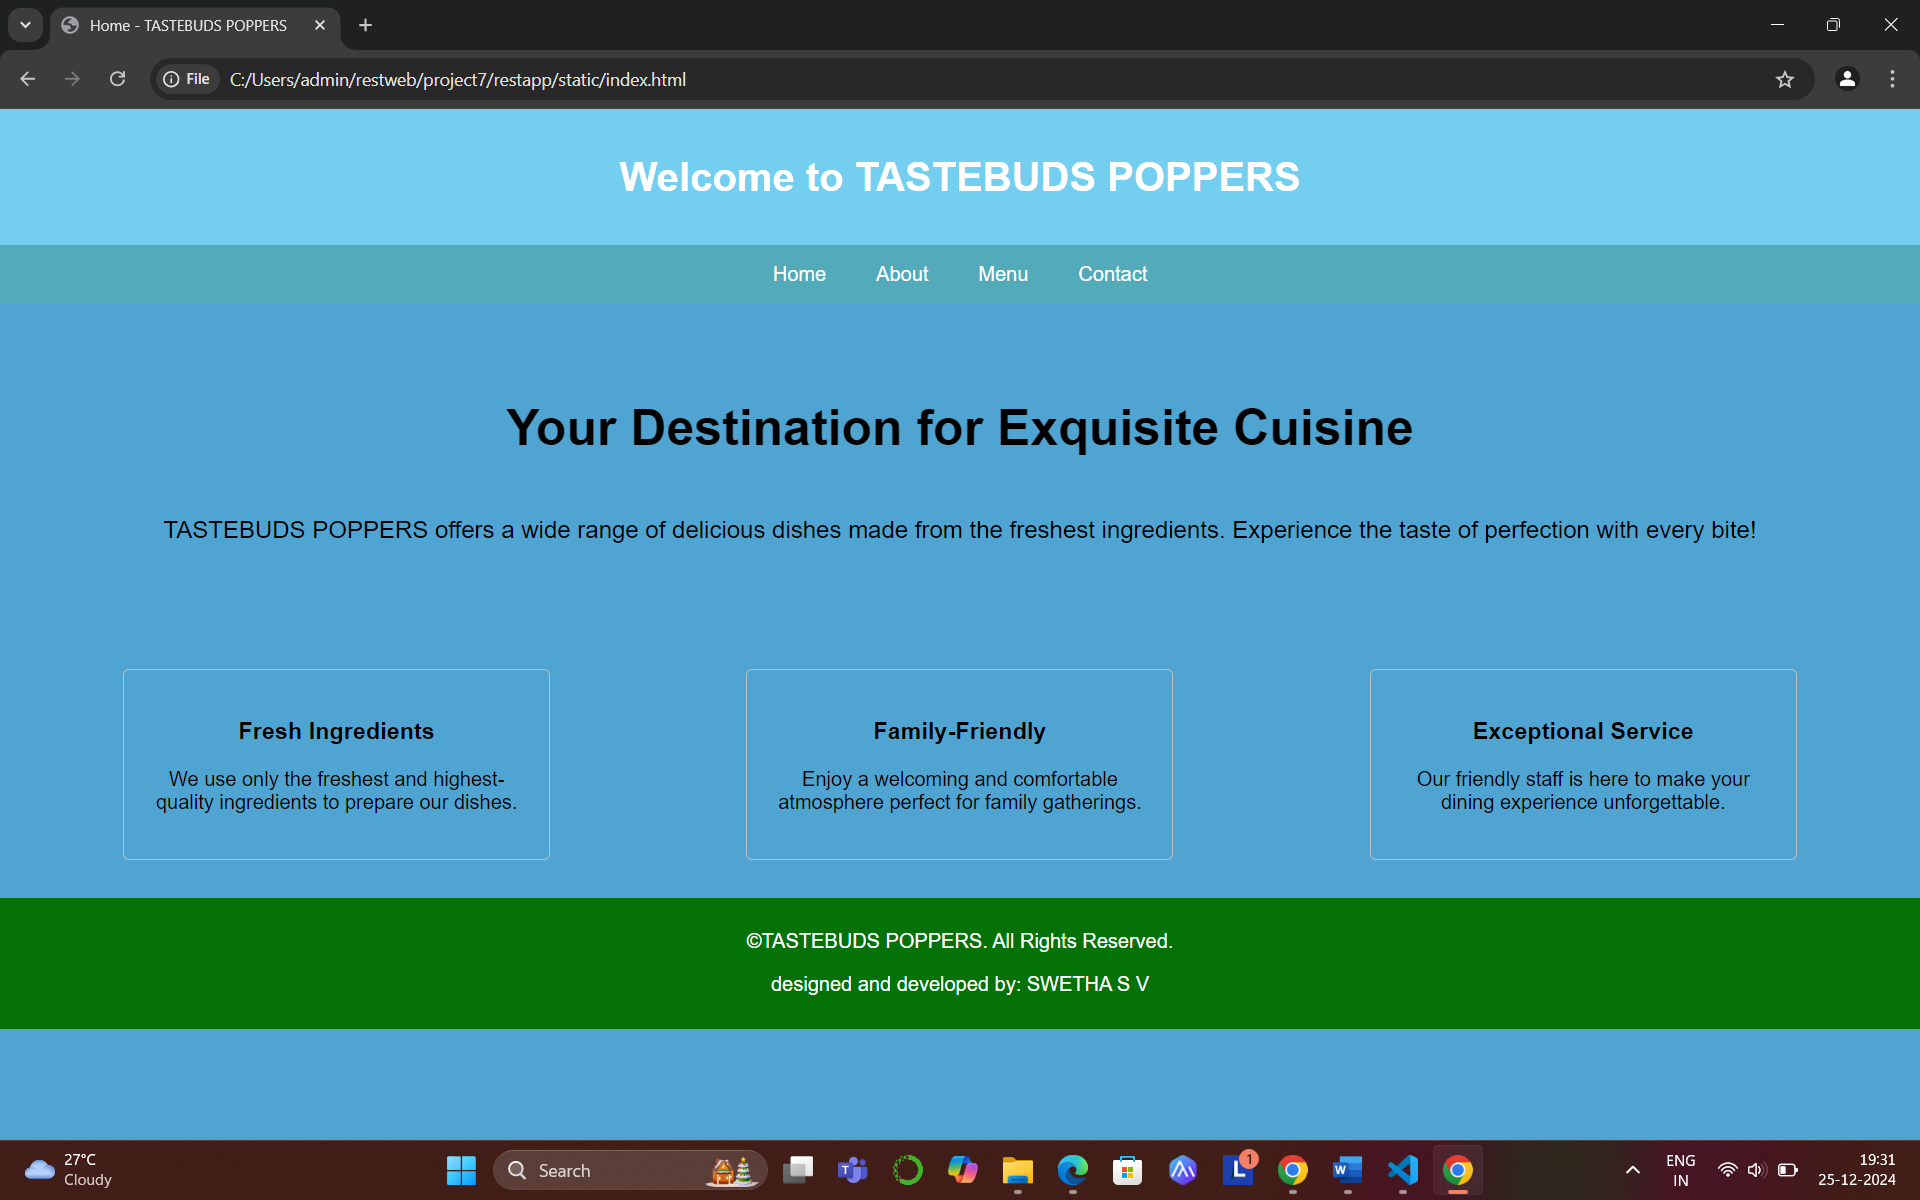 Home - TASTEBUDS POPPERS
File
C:/Users/admin/restweb/project7/restapp/static/index.html
Welcome to TASTEBUDS POPPERS
Home About Menu Contact
Your Destination for Exquisite Cuisine
TASTEBUDS POPPERS offers a wide range of delicious dishes made from the freshest ingredients. Experience the taste of perfection with every bite!
Fresh Ingredients
We use only the freshest and highest-
quality ingredients to prepare our dishes.
Family-Friendly
Enjoy a welcoming and comfortable
atmosphere perfect for family gatherings.
Exceptional Service
Our friendly staff is here to make your
dining experience unforgettable.
©TASTEBUDS POPPERS. All Rights Reserved.
designed and developed by: SWETHA S V
27°C
Cloudy
Search
T
L
1
W
ENG
IN
19:31
25-12-2024